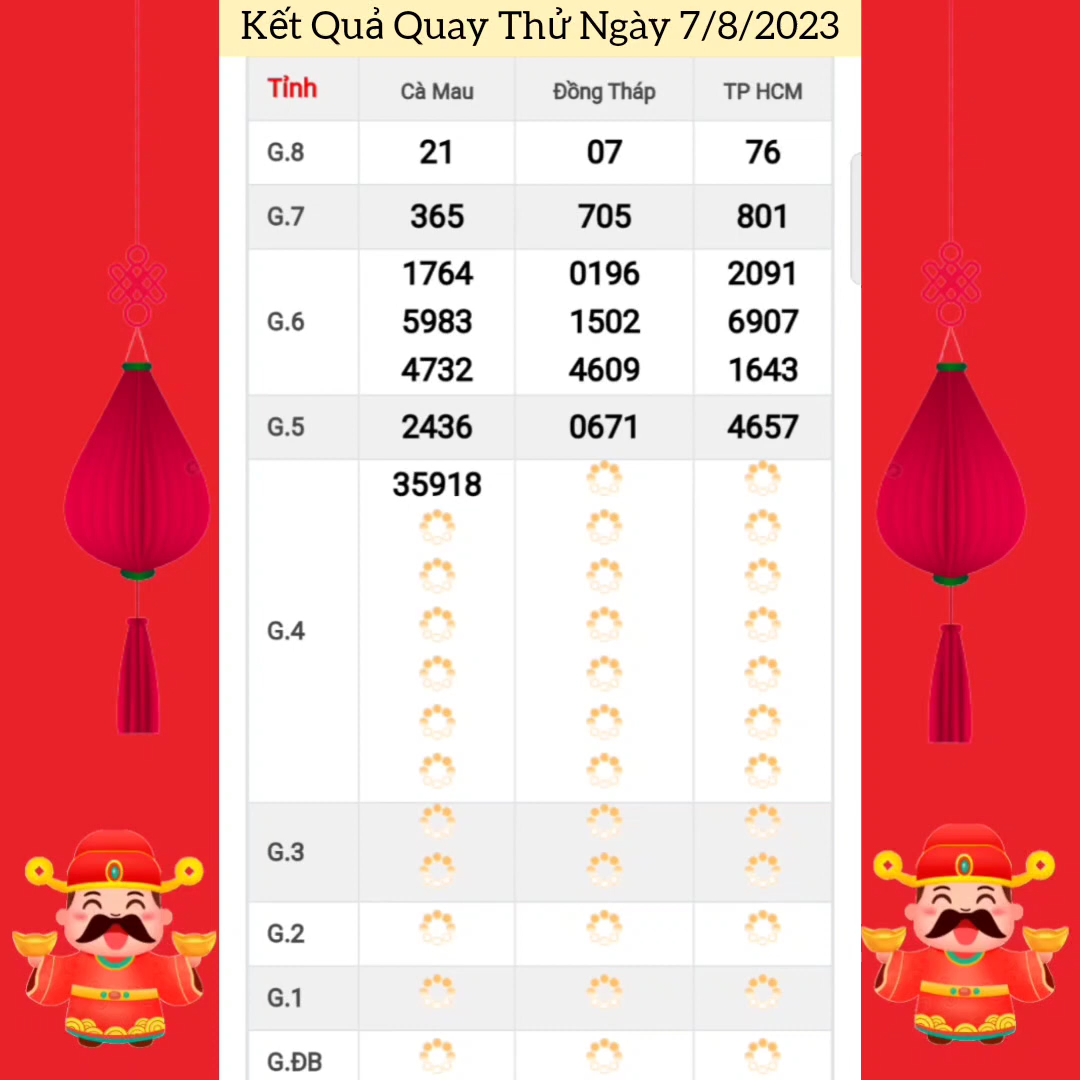 Kết Quả Quay Thử Ngày 7/8/2023
Tỉnh Cà Mau Đồng Tháp TP HCM
G.8 21 07 76
G.7 365 705 801
1764 0196 2091
G.6 5983 1502 6907
4732 4609 1643
G.5 2436 0671 4657
35918
G.4
G.3
G.2
G.1
G.ĐB